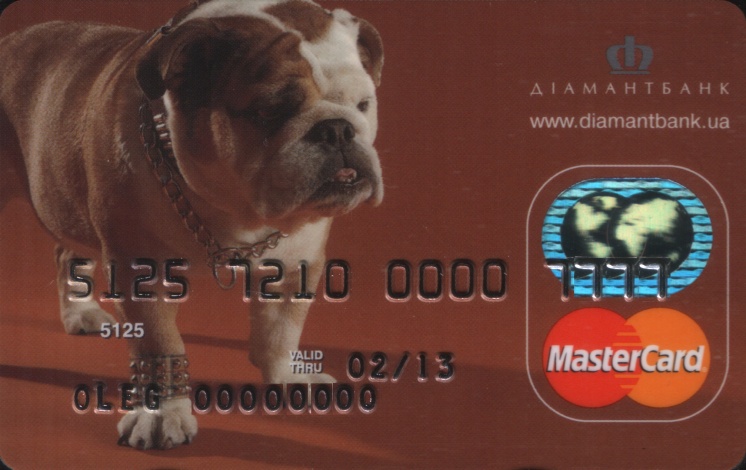 ДІАМАНТБАНК
www.diamantbank.ua
5125 7210 0000 7777
5125
VALID THRU 02/13
OLEG 00000000
MasterCard